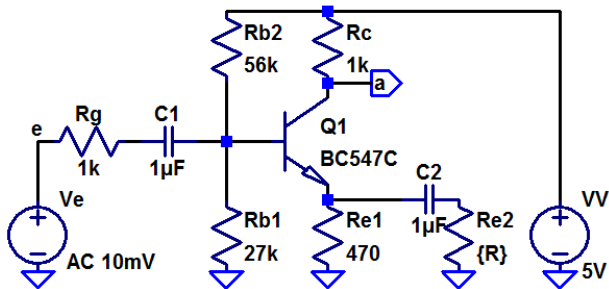 Rb2
56k
Rc
1k
a
Rg
1k
C1
1µF
e
Q1
BC547C
Ve
AC 10mV
Rb1
27k
Re1
470
C2
1µF
Re2
{R}
VV
5V